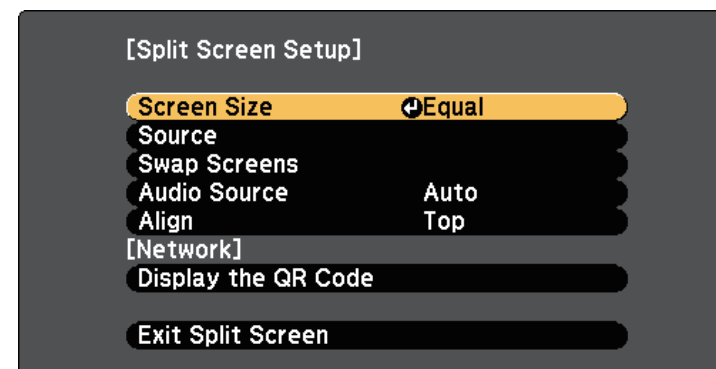 [Split Screen Setup]
Screen Size Equal
Source
Swap Screens
Audio Source Auto
Align Top
[Network]
Display the QR Code
Exit Split Screen